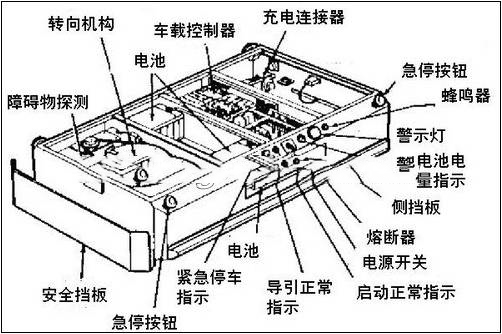 充电连接器
车载控制器
转向机构
电池
急停按钮
障碍物探测
蜂鸣器
警示灯
警电池电
量指示
侧挡板
熔断器
电源开关
电池
紧急停车
指示
导引正常
指示
启动正常指示
安全挡板
急停按钮